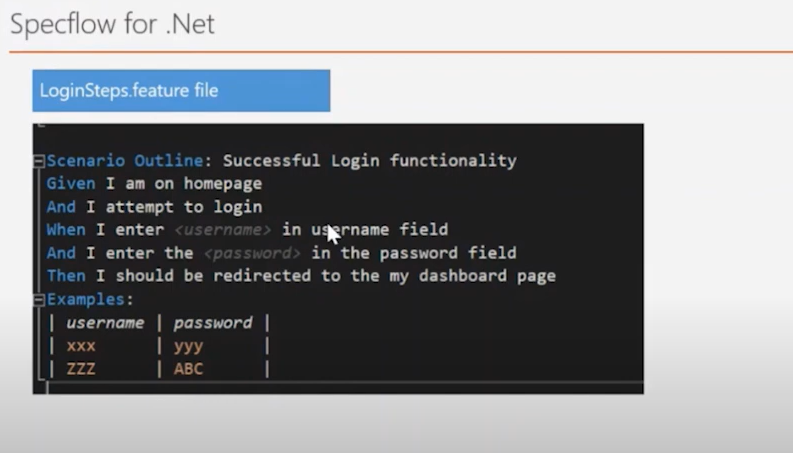 Specflow for .Net
LoginSteps.feature file
Scenario Outline: Successful Login functionality
Given I am on homepage
And I attempt to login
When I enter <username> in username field
And I enter the <password> in the password field
Then I should be redirected to the my dashboard page
Examples:
| username | password |
| xxx | yyy |
| ZZZ | ABC |